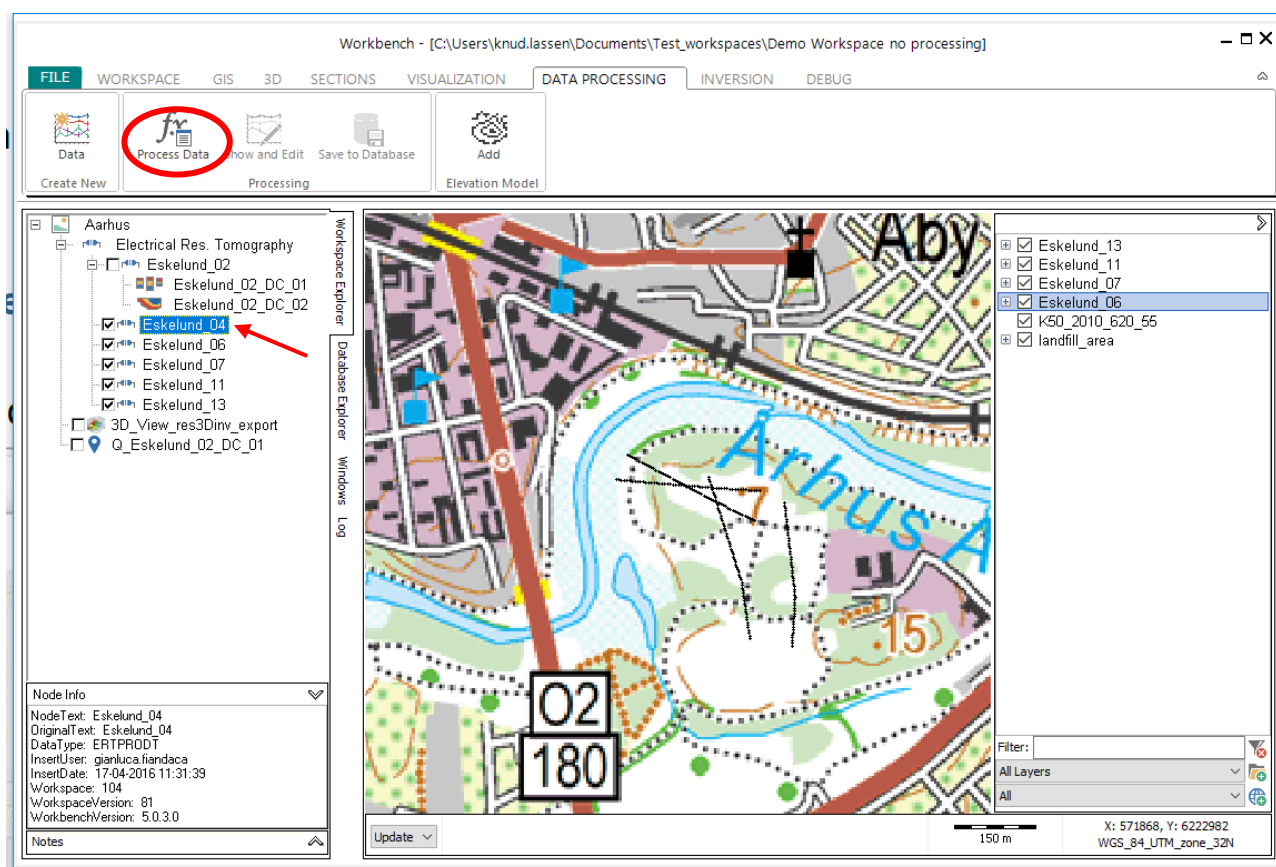 Workbench - [C:\Users\knud.lassen\Documents\Test_workspaces\Demo Workspace no processing]
FILE WORKSPACE GIS 3D SECTIONS VISUALIZATION DATA PROCESSING INVERSION DEBUG
Data Process Data how and Edit Save to Database Add
Create New Processing Elevation Model
Aarhus
Electrical Res. Tomography
Eskelund_02
Eskelund_02_DC_01
Eskelund_02_DC_02
Eskelund_04
Eskelund_06
Eskelund_07
Eskelund_11
Eskelund_13
3D_View_res3Dinv_export
Q_Eskelund_02_DC_01
Workspace Explorer
Database Explorer
Windows
Log
Node Info
NodeText: Eskelund_04
OriginalText: Eskelund_04
DataType: ERTPRODT
InsertUser: gianluca.fiandaca
InsertDate: 17-04-2016 11:31:39
Workspace: 104
WorkspaceVersion: 81
WorkbenchVersion: 5.0.3.0
Notes
Aby
Århus A
7
15
O2
180
Eskelund_13
Eskelund_11
Eskelund_07
Eskelund_06
K50_2010_620_55
landfill_area
Filter:
All Layers
All
Update
150 m
X: 571868, Y: 6222982
WGS_84_UTM_zone_32N